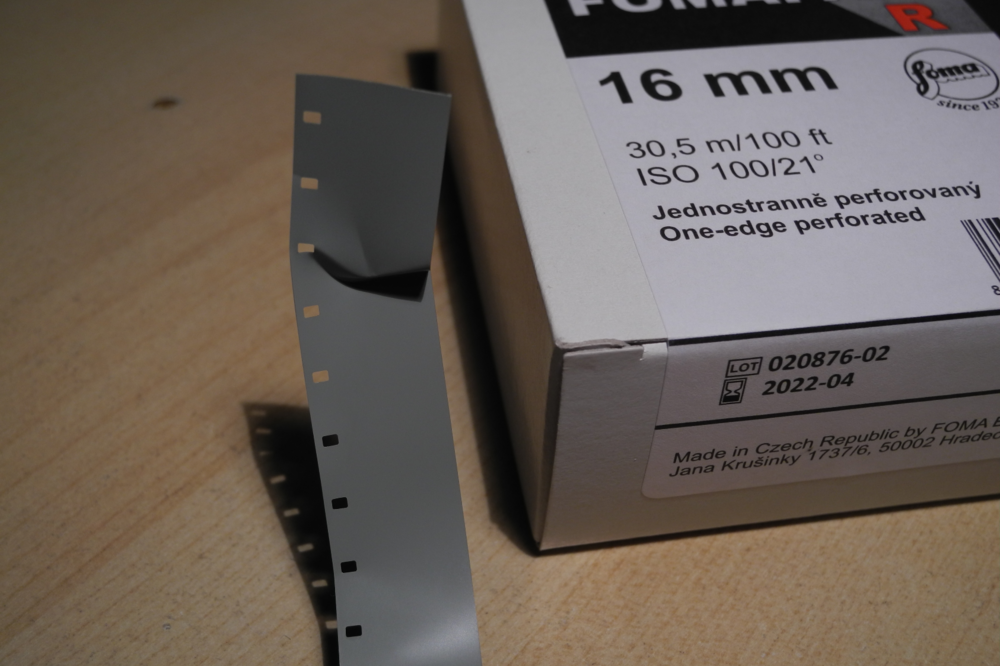 R
foma
16 mm
30,5 m/100 ft
ISO 100/21°
Jednostranně perforovaný
One-edge perforated
LOT 020876-02
2022-04
Made in Czech Republic by FOMA
Jana Krušinky 1737/6, 50002